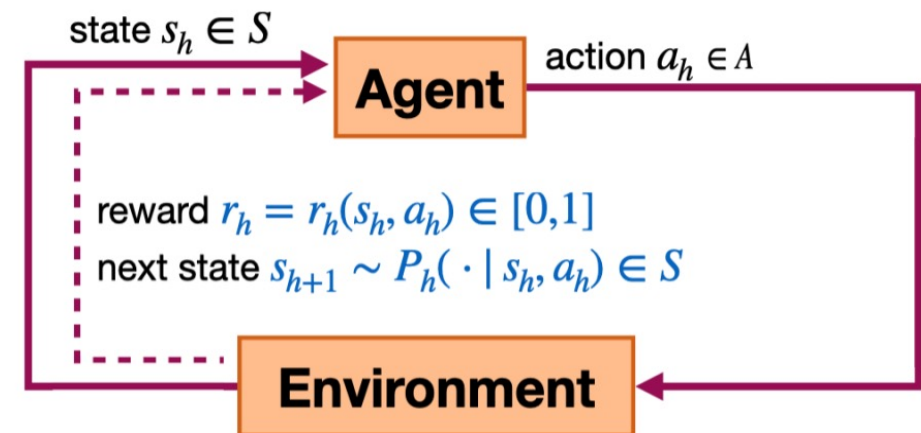 state s_h ∈ S
Agent
action a_h ∈ A
reward r_h = r_h(s_h, a_h) ∈ [0,1]
next state s_{h+1} ~ P_h( · | s_h, a_h) ∈ S
Environment